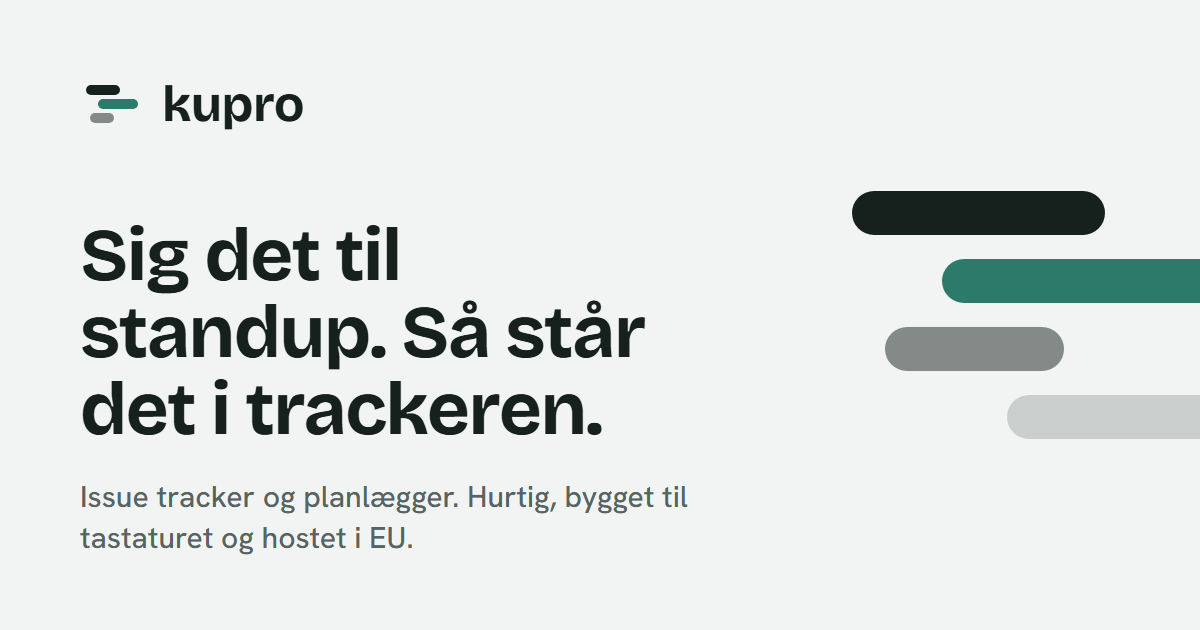 kupro
Sig det til
standup. Så står
det i trackeren.
Issue tracker og planlægger. Hurtig, bygget til
tastaturet og hostet i EU.